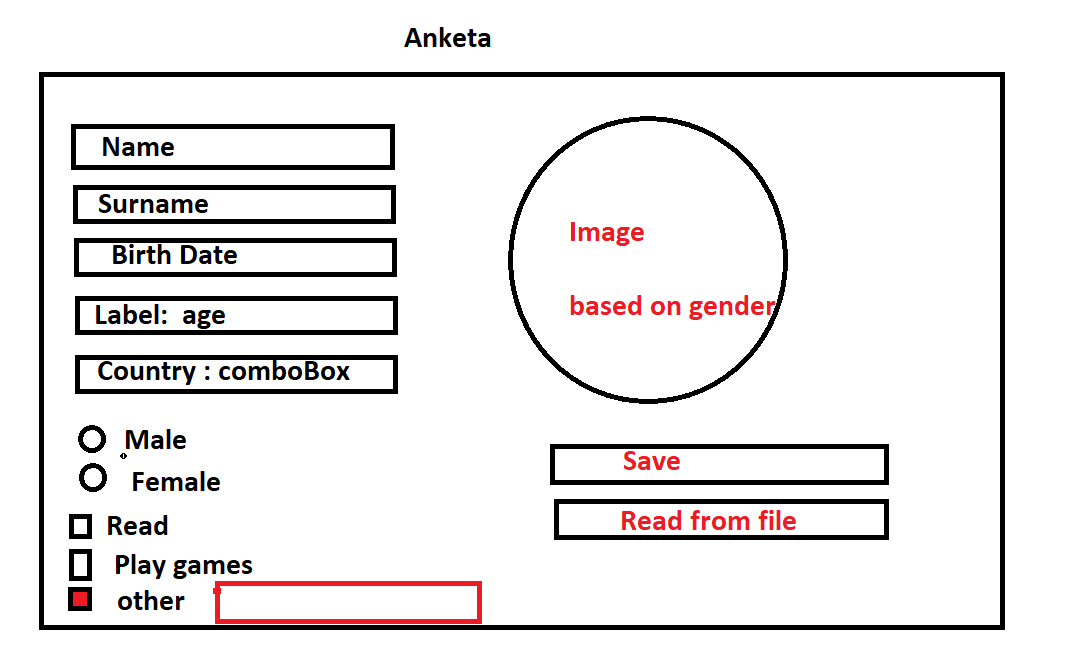 Anketa
Name
Surname
Birth Date
Label:  age
Country : comboBox
Male
Female
Read
Play games
other
Image
based on gender
Save
Read from file